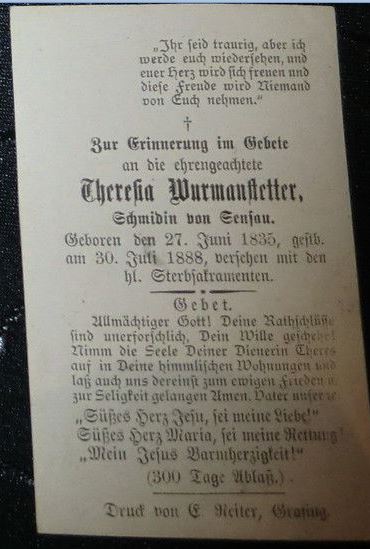 „Ihr seid traurig, aber ich
werde euch wiedersehen, und
euer Herz wird sich freuen und
diese Freude wird Niemand
von Euch nehmen.“
†
Zur Erinnerung im Gebete
an die ehrengeachtete
Theresia Wurmanstetter,
Schmidin von Sensau.
Geboren den 27. Juni 1835, gestb.
am 30. Juli 1888, versehen mit den
hl. Sterbsakramenten.
Gebet.
Allmächtiger Gott! Deine Rathschlüsse
sind unerforschlich, Dein Wille geschehe!
Nimm die Seele Deiner Dienerin Theres
auf in Deine himmlischen Wohnungen und
laß auch uns dereinst zum ewigen Frieden u.
zur Seligkeit gelangen Amen. Vater unser
„Süßes Herz Jesu, sei meine Liebe!“
Süßes Herz Maria, sei meine Rettung!
„Mein Jesus Barmherzigkeit!“
(300 Tage Ablaß.)
Druck von E. Reiter, Grafing.